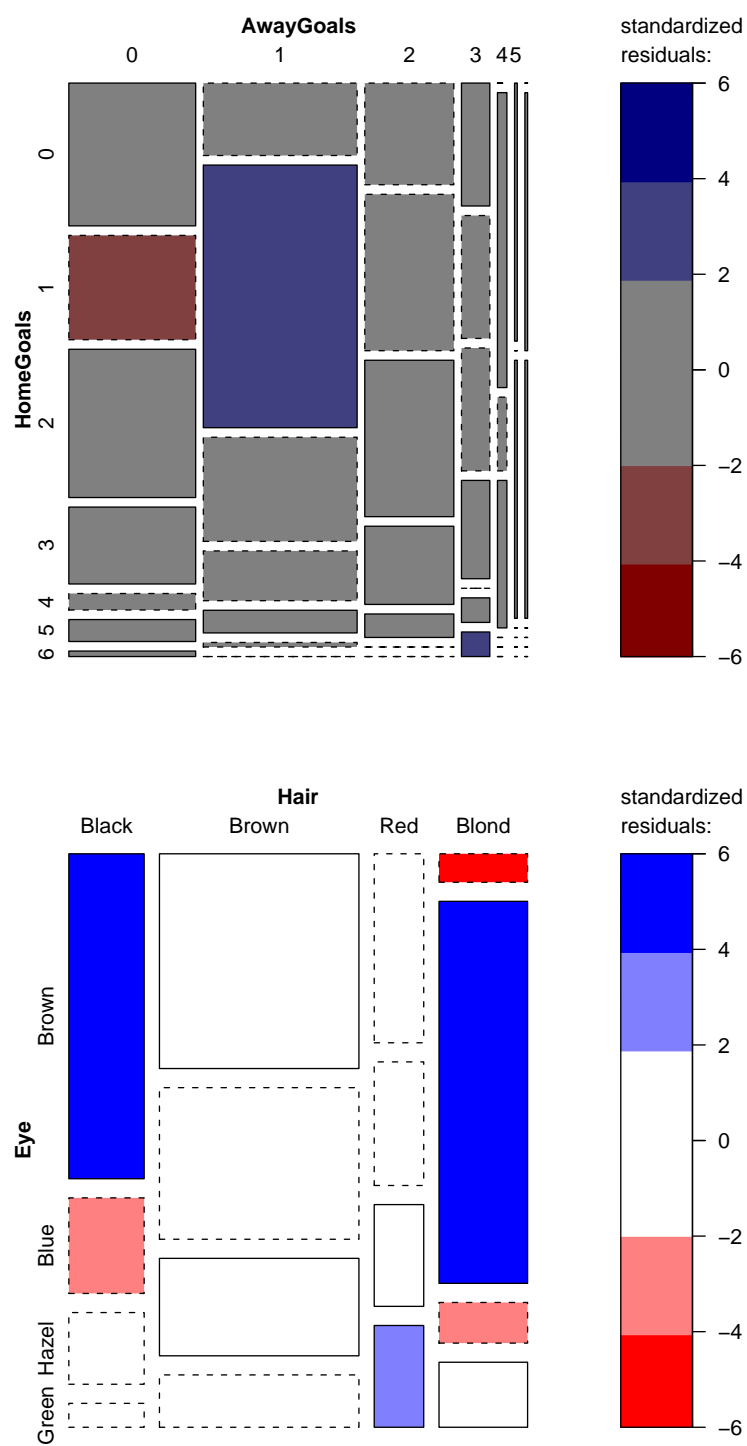 AwayGoals
0 1 2 3 4 5
HomeGoals
0
1
2
3
4
5
6
standardized
residuals:
6
4
2
0
−2
−4
−6
Hair
Black Brown Red Blond
Eye
Brown
Blue
Hazel
Green
standardized
residuals:
6
4
2
0
−2
−4
−6